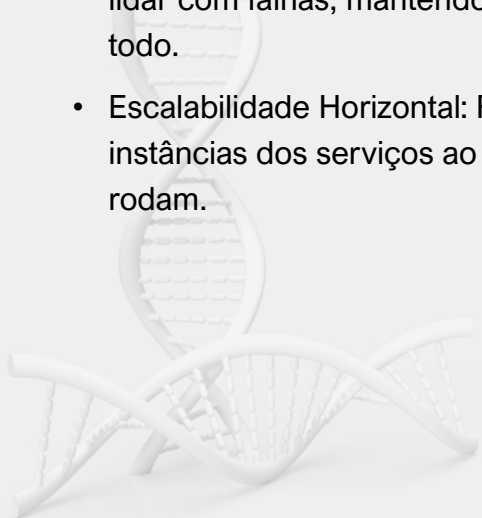 lidar com falhas, mantendo
todo.
• Escalabilidade Horizontal:
instâncias dos serviços ao
rodam.